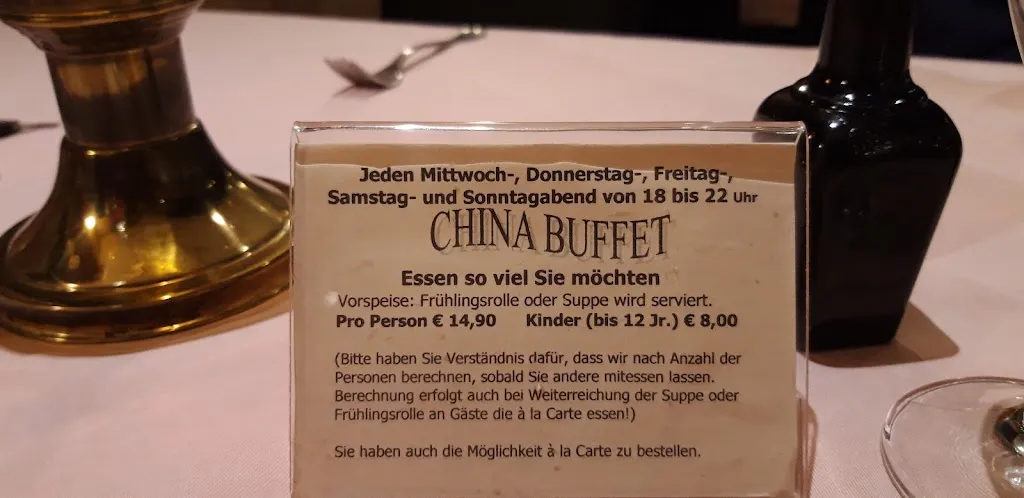 Jeden Mittwoch-, Donnerstag-, Freitag-,
Samstag- und Sonntagabend von 18 bis 22 Uhr
CHINA BUFFET
Essen so viel Sie möchten
Vorspeise: Frühlingsrolle oder Suppe wird serviert.
Pro Person € 14,90 Kinder (bis 12 Jr.) € 8,00
(Bitte haben Sie Verständnis dafür, dass wir nach Anzahl der
Personen berechnen, sobald Sie andere mitessen lassen.
Berechnung erfolgt auch bei Weiterreichung der Suppe oder
Frühlingsrolle an Gäste die à la Carte essen!)
Sie haben auch die Möglichkeit à la Carte zu bestellen.